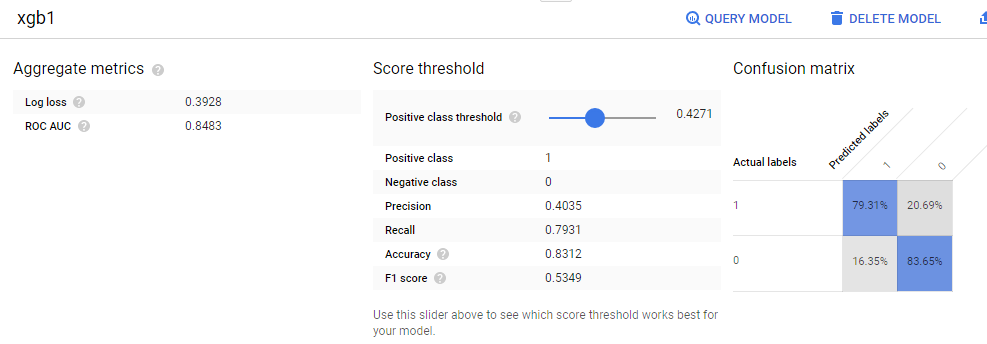 xgb1
QUERY MODEL
DELETE MODEL
Aggregate metrics ?
Log loss ? 0.3928
ROC AUC ? 0.8483
Score threshold
Positive class threshold ? 0.4271
Positive class 1
Negative class 0
Precision 0.4035
Recall 0.7931
Accuracy ? 0.8312
F1 score ? 0.5349
Use this slider above to see which score threshold works best for
your model.
Confusion matrix
Predicted labels
Actual labels 1 0
1 79.31% 20.69%
0 16.35% 83.65%